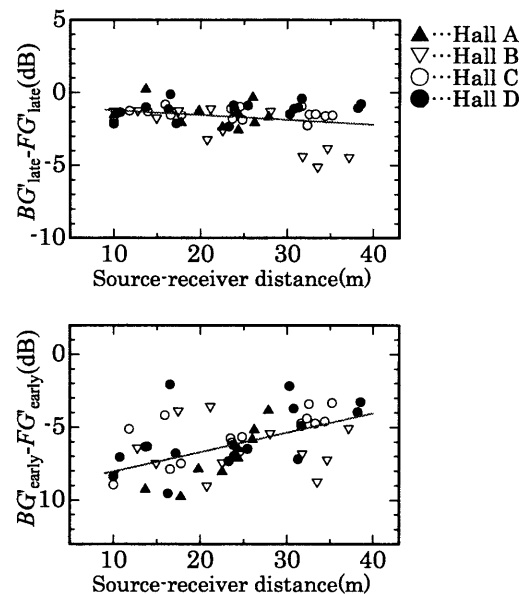 ▲···Hall A
▽···Hall B
○···Hall C
●···Hall D
BG'late-FG'late(dB)
5
0
-5
-10
10 20 30 40
Source-receiver distance(m)
BG'early-FG'early(dB)
0
-5
10
10 20 30 40
Source-receiver distance(m)